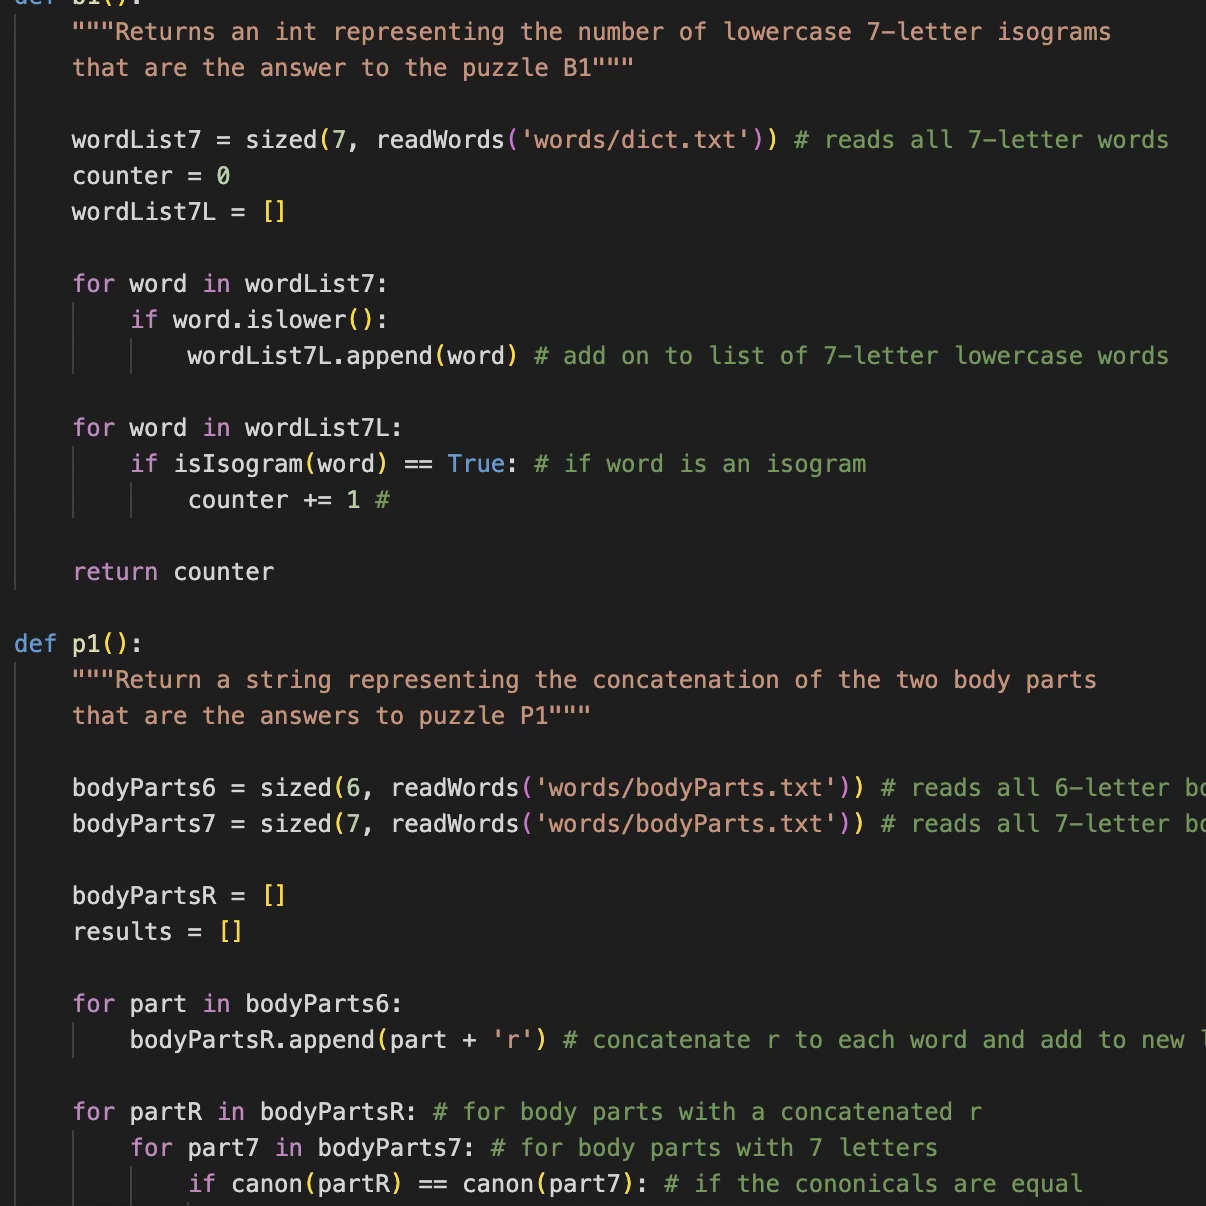 def b1():
"""Returns an int representing the number of lowercase 7-letter isograms
that are the answer to the puzzle B1"""
wordList7 = sized(7, readWords('words/dict.txt')) # reads all 7-letter words
counter = 0
wordList7L = []
for word in wordList7:
if word.islower():
wordList7L.append(word) # add on to list of 7-letter lowercase words
for word in wordList7L:
if isIsogram(word) == True: # if word is an isogram
counter += 1 #
return counter
def p1():
"""Return a string representing the concatenation of the two body parts
that are the answers to puzzle P1"""
bodyParts6 = sized(6, readWords('words/bodyParts.txt')) # reads all 6-letter
bodyParts7 = sized(7, readWords('words/bodyParts.txt')) # reads all 7-letter
bodyPartsR = []
results = []
for part in bodyParts6:
bodyPartsR.append(part + 'r') # concatenate r to each word and add to new
for partR in bodyPartsR: # for body parts with a concatenated r
for part7 in bodyParts7: # for body parts with 7 letters
if canon(partR) == canon(part7): # if the cononicals are equal